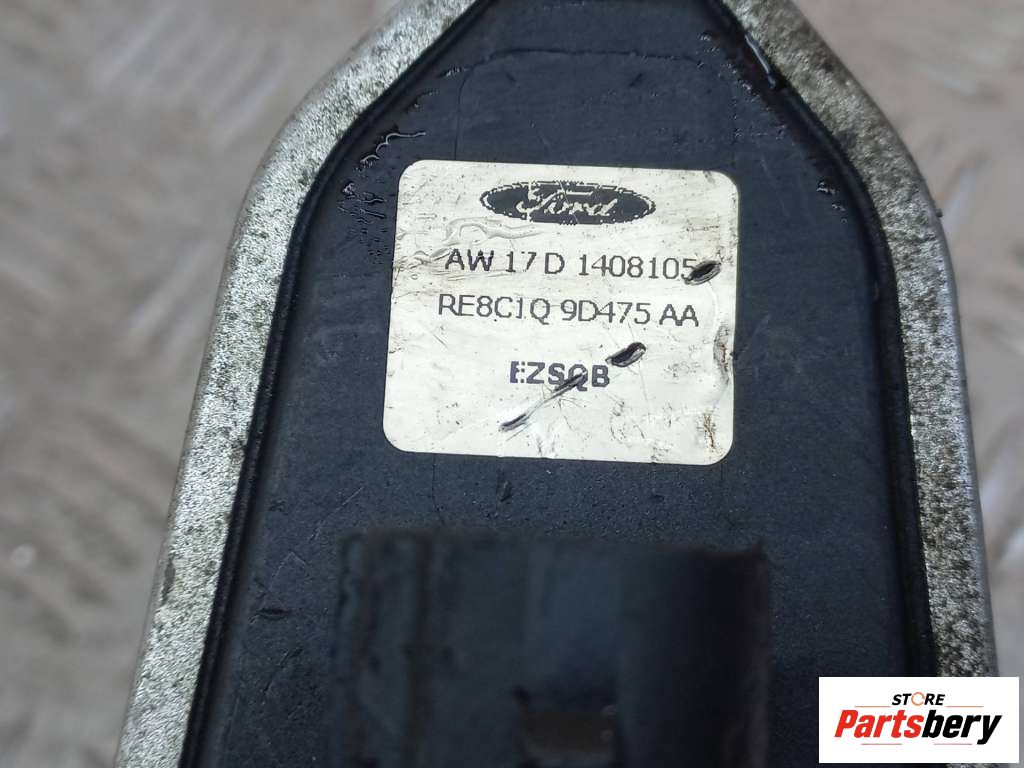 Ford
AW 17 D 1408105
RE8C1Q 9D475 AA
EZSQB
STORE
Partsbery